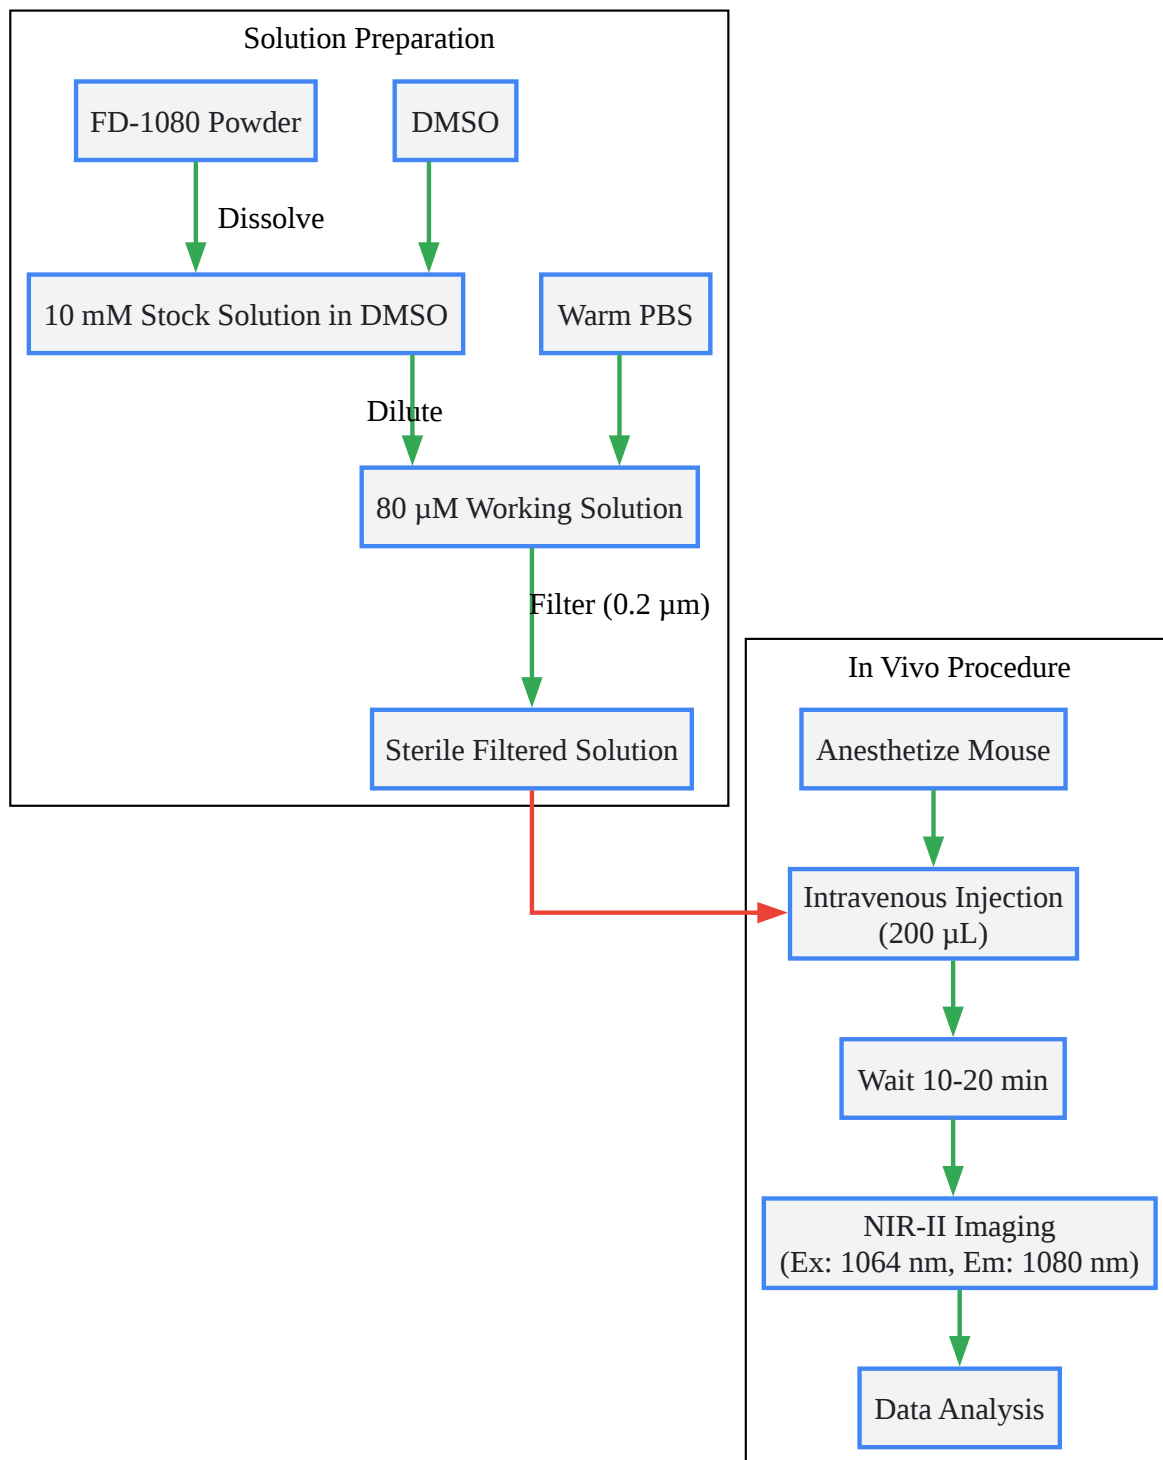 Solution Preparation
FD-1080 Powder
DMSO
Dissolve
10 mM Stock Solution in DMSO
Warm PBS
Dilute
80 µM Working Solution
Filter (0.2 µm)
Sterile Filtered Solution
In Vivo Procedure
Anesthetize Mouse
Intravenous Injection
(200 µL)
Wait 10-20 min
NIR-II Imaging
(Ex: 1064 nm, Em: 1080 nm)
Data Analysis